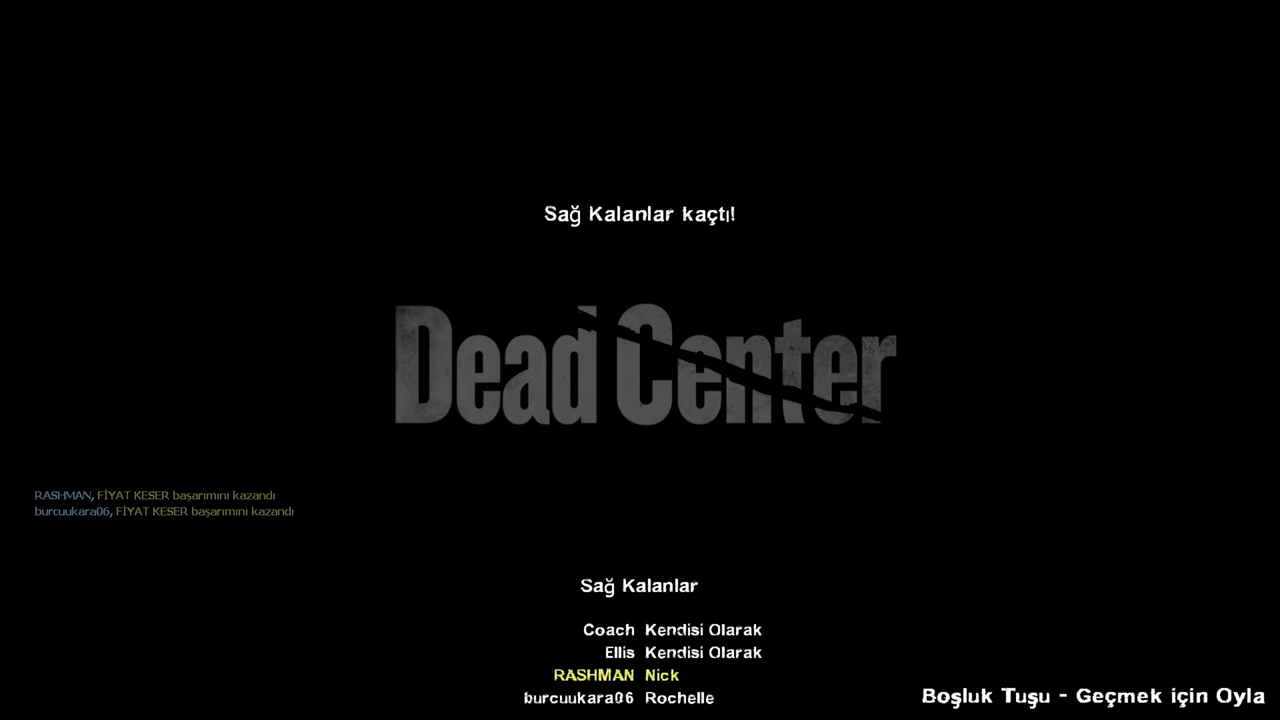 Sağ Kalanlar kaçtı!
Dead Center
RASHMAN, FİYAT KESER başarımını kazandı
burcuukara06, FİYAT KESER başarımını kazandı
Sağ Kalanlar
Coach Kendisi Olarak
Ellis Kendisi Olarak
RASHMAN Nick
burcuukara06 Rochelle
Boşluk Tuşu - Geçmek için Oyla